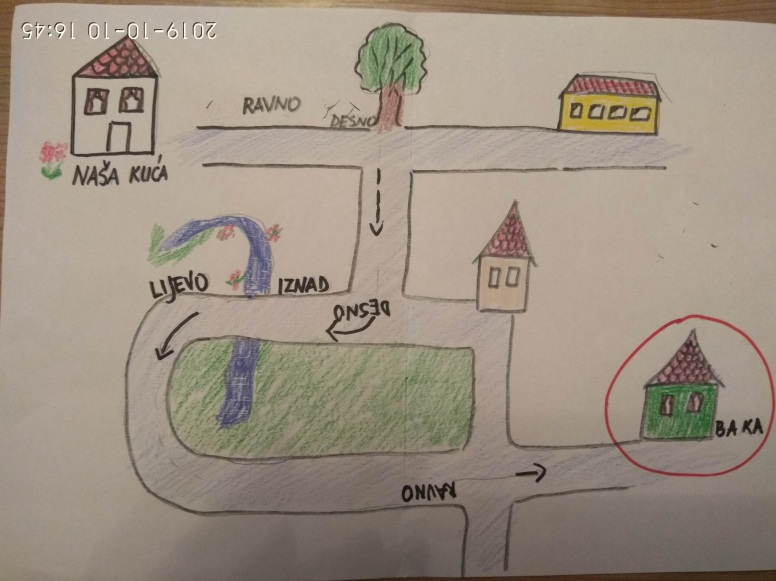 2019-10-10 16:45
RAVNO
DESNO
NAŠA KUĆA
LIJEVO
IZNAD
DESNO
BAKA
RAVNO